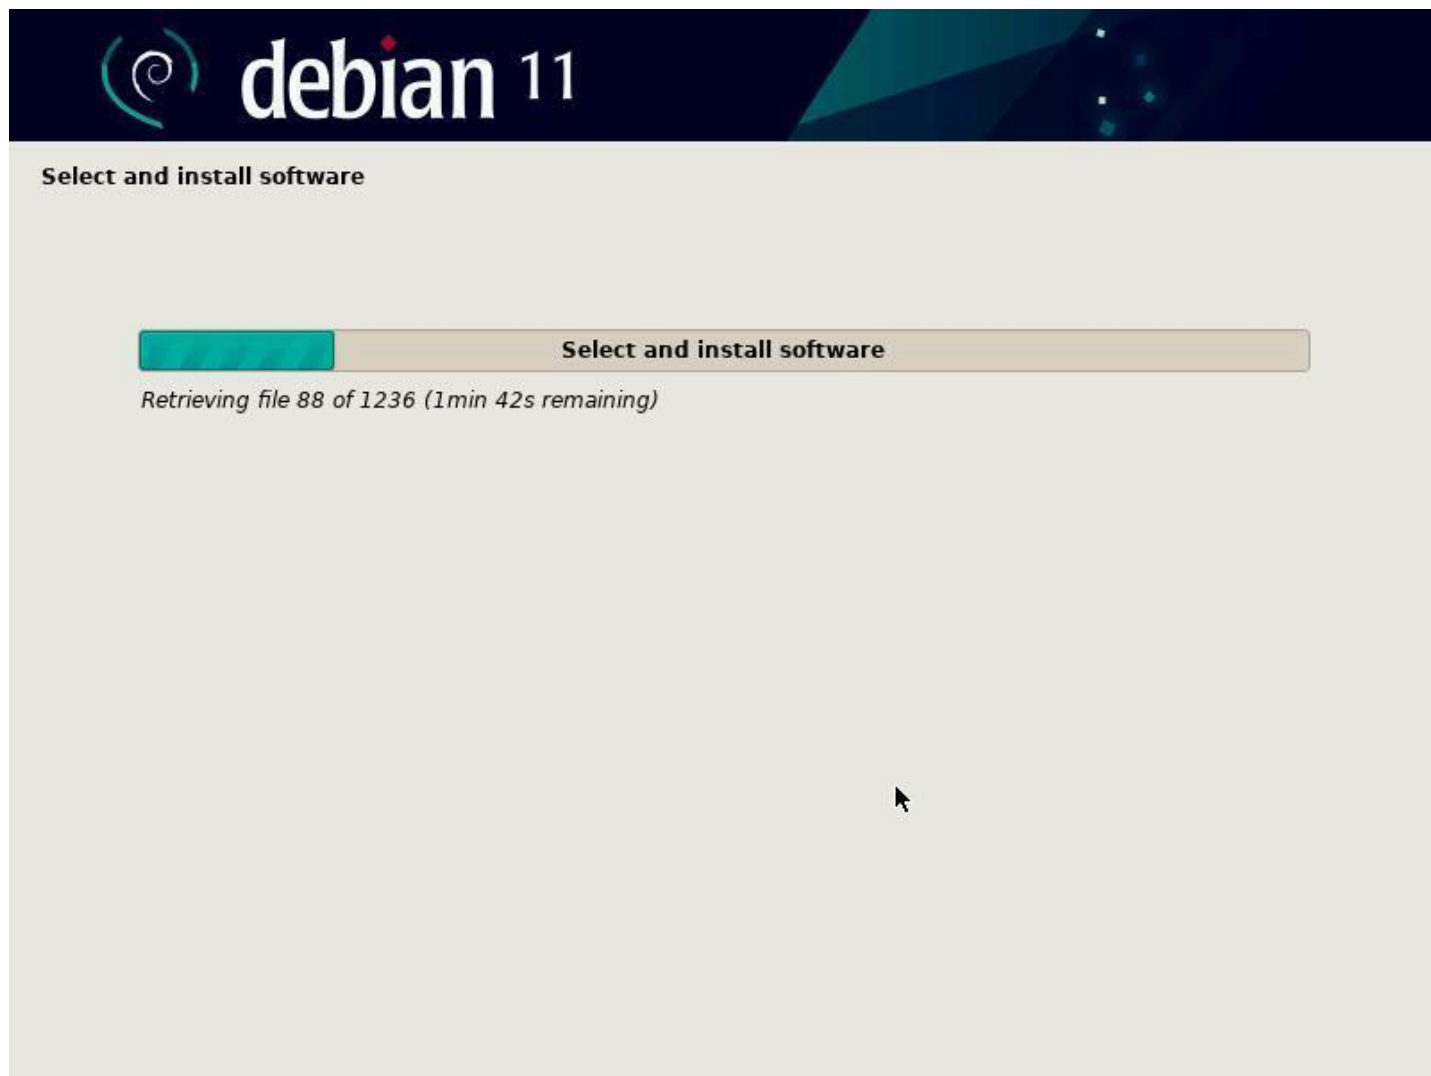 debian 11
Select and install software
Select and install software
Retrieving file 88 of 1236 (1min 42s remaining)